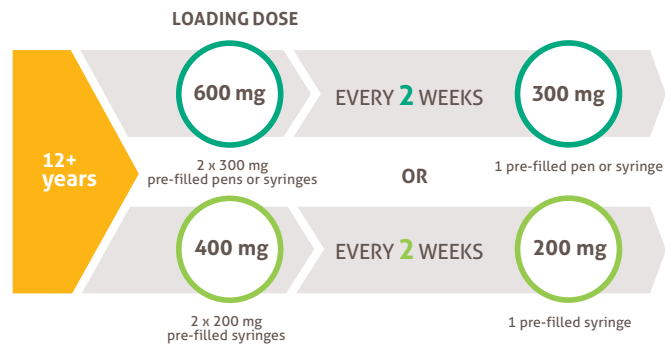 LOADING DOSE
600 mg
EVERY 2 WEEKS
300 mg
12+
years
2 x 300 mg
pre-filled pens or syringes
OR
1 pre-filled pen or syringe
400 mg
EVERY 2 WEEKS
200 mg
2 x 200 mg
pre-filled syringes
1 pre-filled syringe